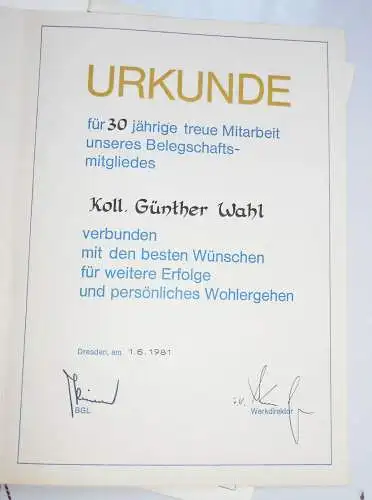 URKUNDE
für 30 jährige treue Mitarbeit
unseres Belegschafts-
mitgliedes
Koll. Günther Wahl
verbunden
mit den besten Wünschen
für weitere Erfolge
und persönliches Wohlergehen
Dresden, am 1.6.1981
i.V.
BGL Werkdirektor